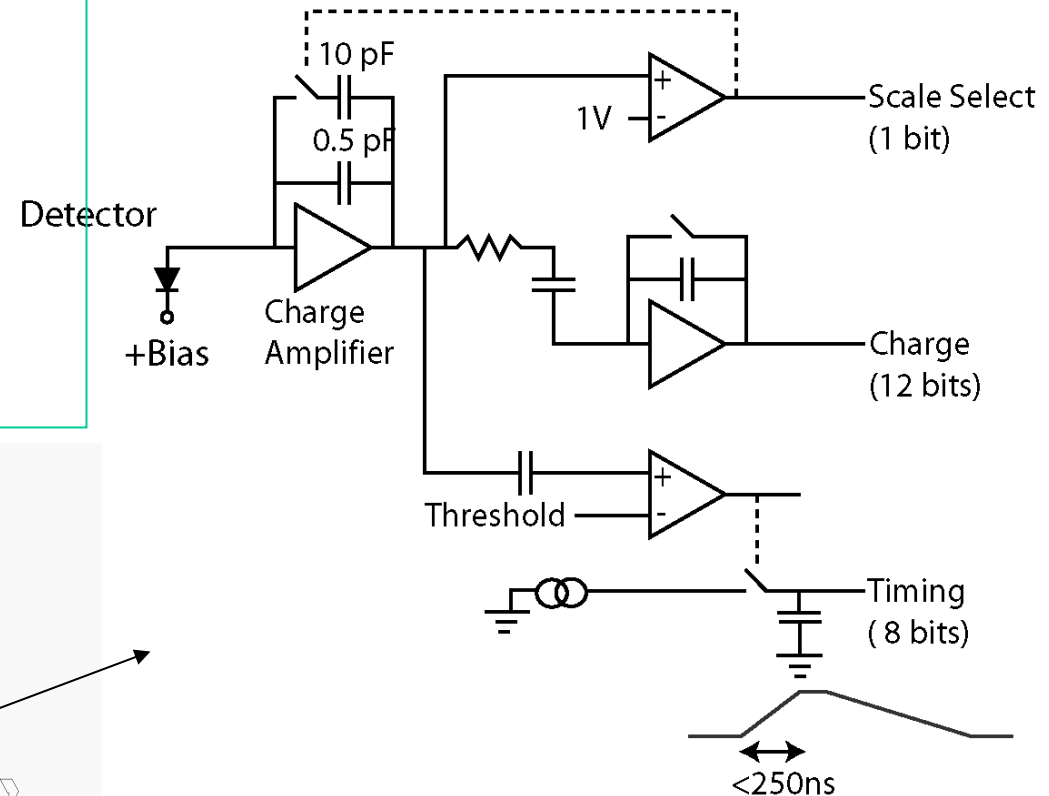 10 pF
0.5 pF
+
1V
-
Scale Select
(1 bit)
Detector
Charge
Amplifier
+Bias
Charge
(12 bits)
+
Threshold
-
Timing
( 8 bits)
<250ns